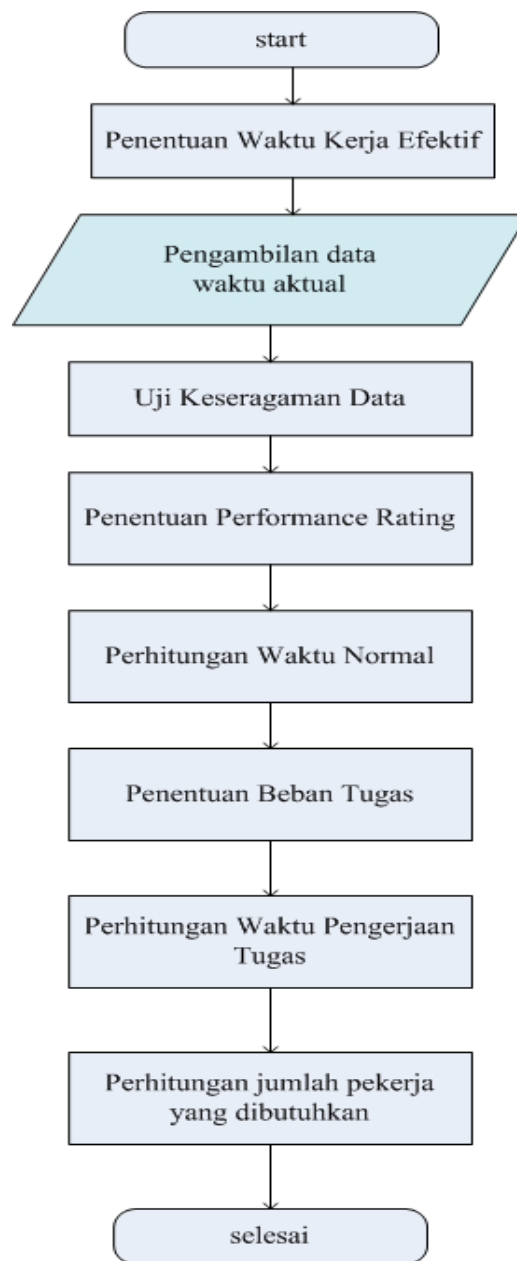 start
Penentuan Waktu Kerja Efektif
Pengambilan data
waktu aktual
Uji Keseragaman Data
Penentuan Performance Rating
Perhitungan Waktu Normal
Penentuan Beban Tugas
Perhitungan Waktu Pengerjaan
Tugas
Perhitungan jumlah pekerja
yang dibutuhkan
selesai